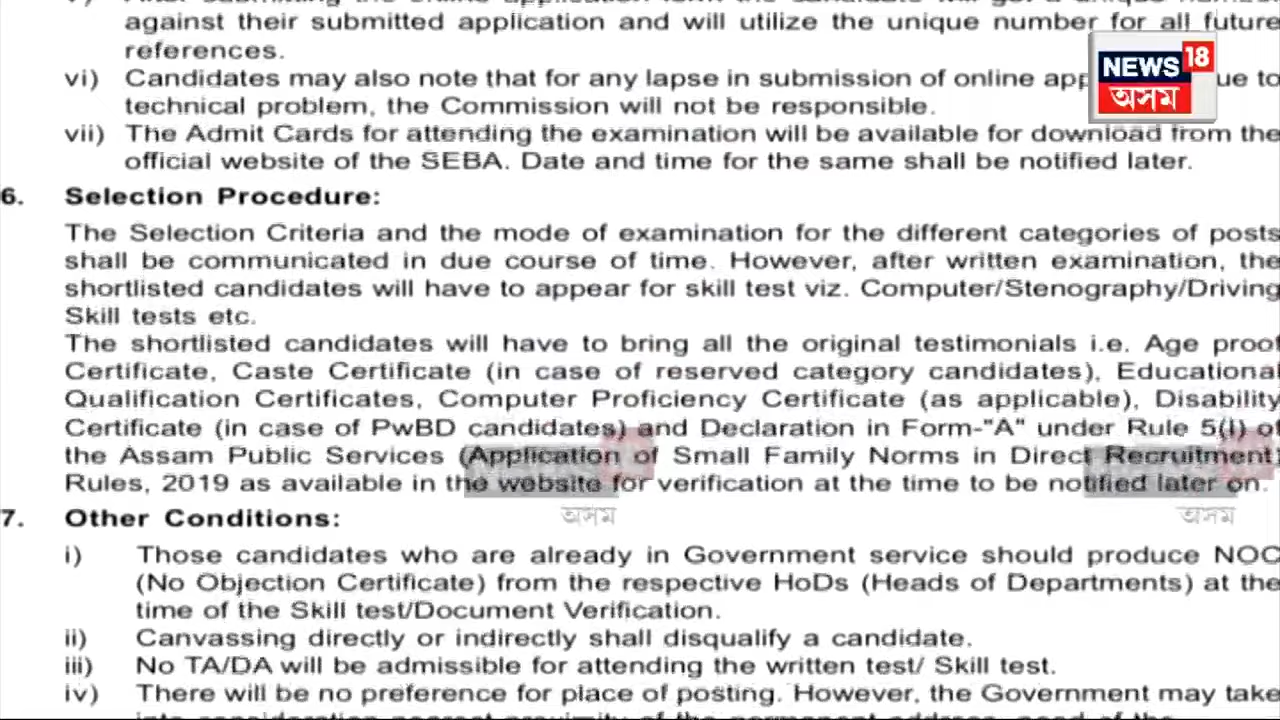 against their submitted application and will utilize the unique number for all future
references.
vi) Candidates may also note that for any lapse in submission of online app ue to
technical problem, the Commission will not be responsible.
vii) The Admit Cards for attending the examination will be available for download from the
official website of the SEBA. Date and time for the same shall be notified later.
NEWS 18
অসম
6. Selection Procedure:
The Selection Criteria and the mode of examination for the different categories of posts
shall be communicated in due course of time. However, after written examination, the
shortlisted candidates will have to appear for skill test viz. Computer/Stenography/Driving
Skill tests etc.
The shortlisted candidates will have to bring all the original testimonials i.e. Age proof
Certificate, Caste Certificate (in case of reserved category candidates), Educational
Qualification Certificates, Computer Proficiency Certificate (as applicable), Disability
Certificate (in case of PwBD candidates) and Declaration in Form-"A" under Rule 5(I) of
the Assam Public Services (Application of Small Family Norms in Direct Recruitment)
Rules, 2019 as available in the website for verification at the time to be notified later on.
অসম অসম
7. Other Conditions:
i) Those candidates who are already in Government service should produce NOC
(No Objection Certificate) from the respective HoDs (Heads of Departments) at the
time of the Skill test/Document Verification.
ii) Canvassing directly or indirectly shall disqualify a candidate.
iii) No TA/DA will be admissible for attending the written test/ Skill test.
iv) There will be no preference for place of posting. However, the Government may take